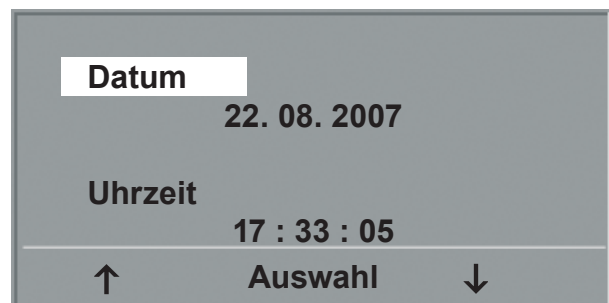 Datum
22. 08. 2007
Uhrzeit
17 : 33 : 05
↑ Auswahl ↓